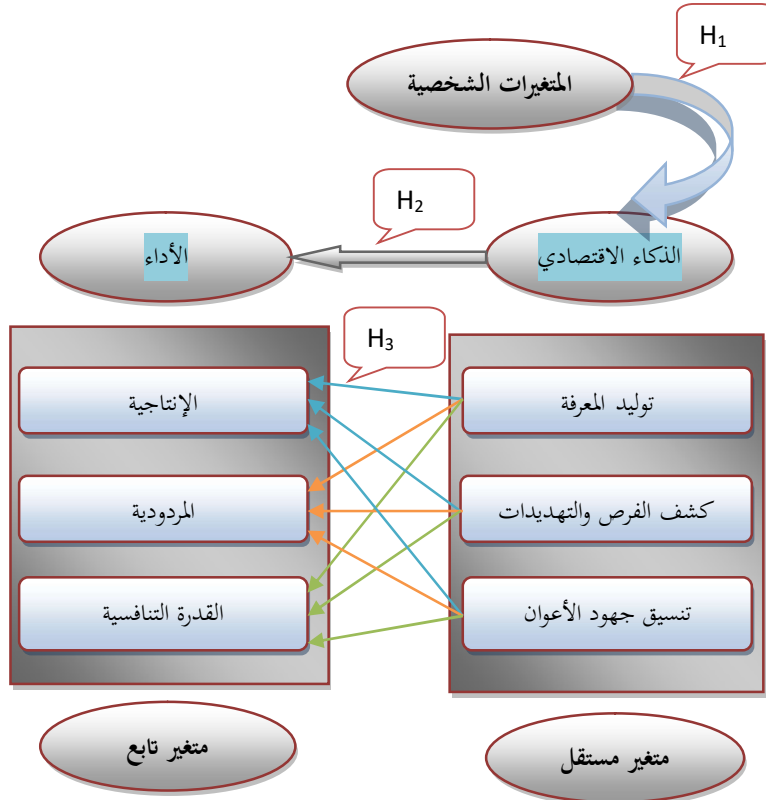 H₁
المتغيرات الشخصية
H₂
الذكاء الاقتصادي
الأداء
H₃
توليد المعرفة
الإنتاجية
كشف الفرص والتهديدات
المردودية
تنسيق جهود الأعوان
القدرة التنافسية
متغير مستقل
متغير تابع